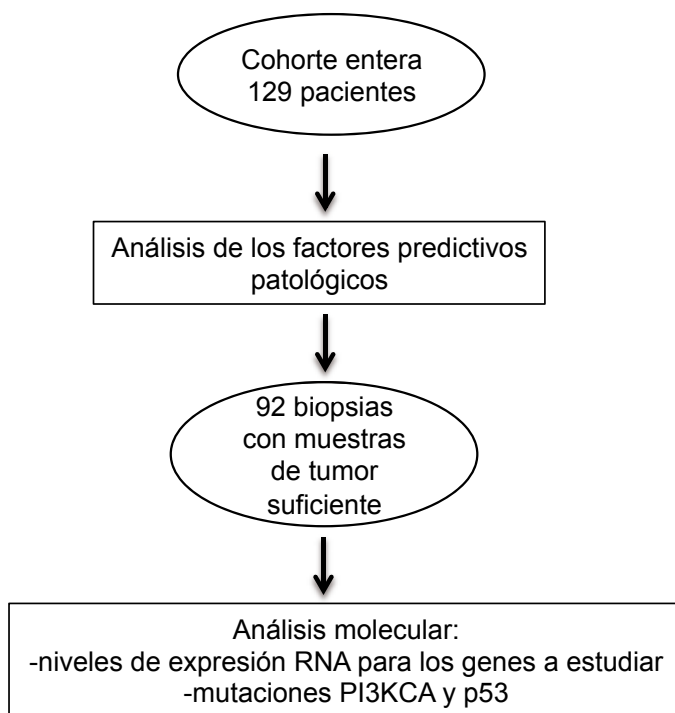 Cohorte entera
129 pacientes
Análisis de los factores predictivos
patológicos
92 biopsias
con muestras
de tumor
suficiente
Análisis molecular:
-niveles de expresión RNA para los genes a estudiar
-mutaciones PI3KCA y p53